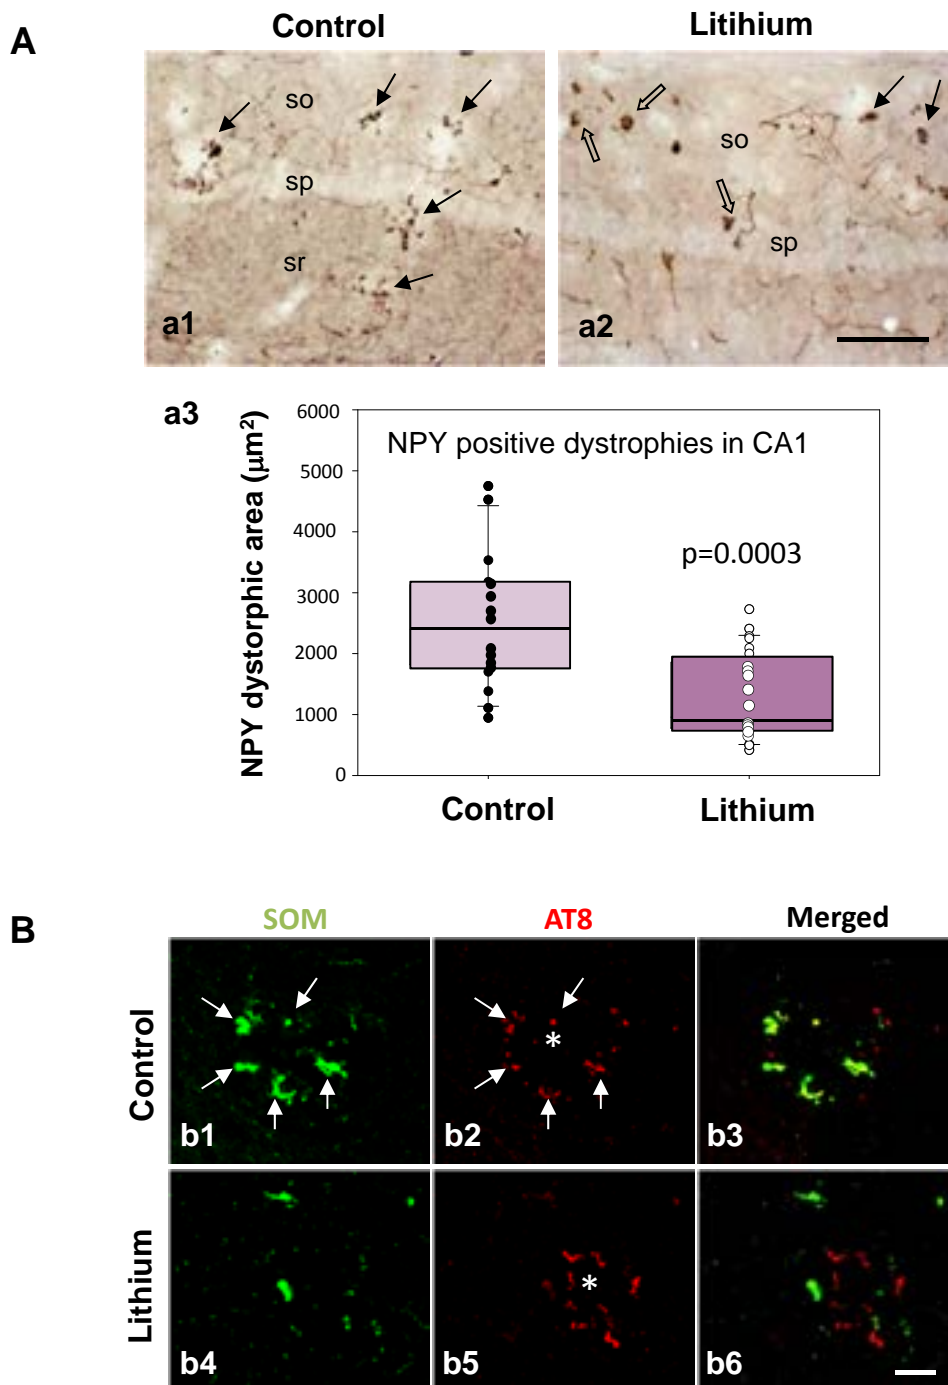 A
Control
Litihium
so
sp
sr
a1
so
sp
a2
a3
NPY dystorphic area (μm²)
6000
5000
4000
3000
2000
1000
0
NPY positive dystrophies in CA1
p=0.0003
Control
Lithium
B
SOM
AT8
Merged
Control
b1
*
b2
b3
Lithium
b4
*
b5
b6